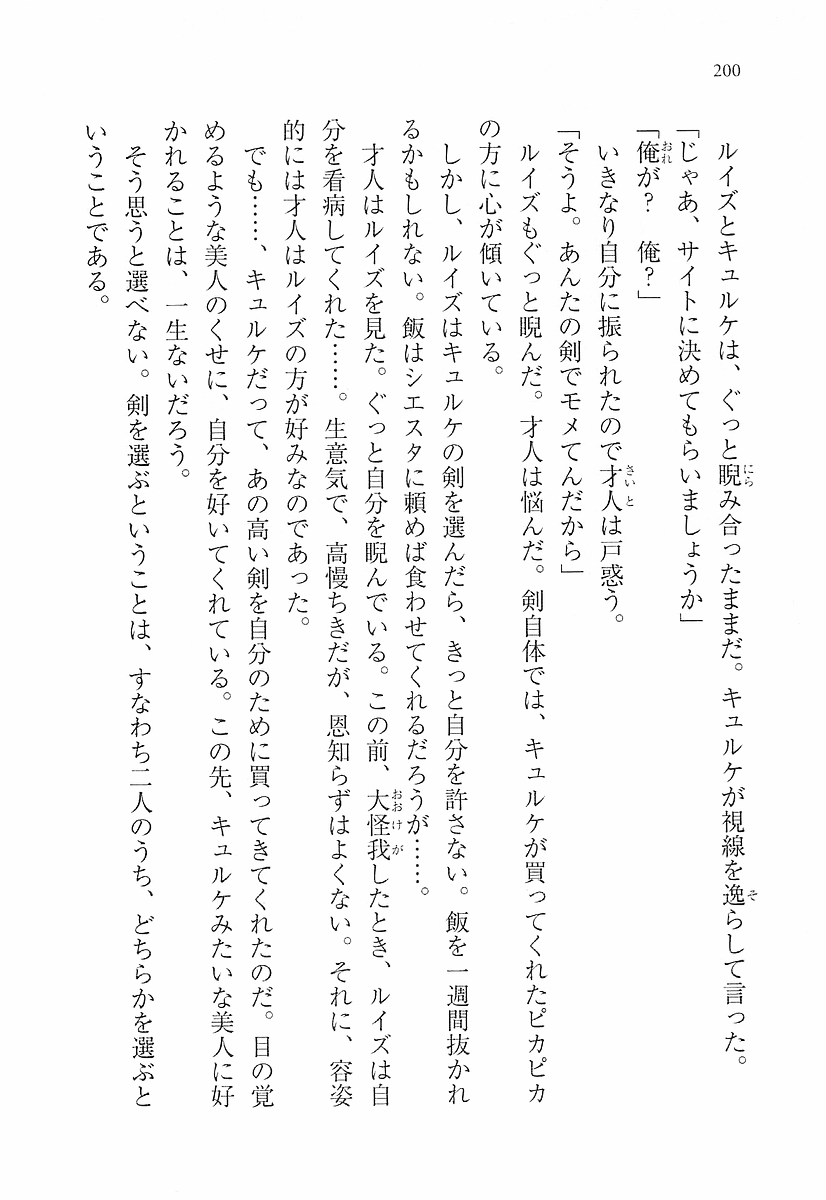 200
ルイズとキュルケは、ぐっと睨み合ったままだ。キュルケが視線を逸らして言った。
「じゃあ、サイトに決めてもらいましょうか」
「俺が？　俺？」
いきなり自分に振られたので才人は戸惑う。
「そうよ。あんたの剣でモメてんだから」
ルイズもぐっと睨んだ。才人は悩んだ。剣自体では、キュルケが買ってくれたピカピカ
の方に心が傾いている。
しかし、ルイズはキュルケの剣を選んだら、きっと自分を許さない。飯を一週間抜かれ
るかもしれない。飯はシエスタに頼めば食わせてくれるだろうが……。
才人はルイズを見た。ぐっと自分を睨んでいる。この前、大怪我したとき、ルイズは自
分を看病してくれた……。生意気で、高慢ちきだが、恩知らずはよくない。それに、容姿
的には才人はルイズの方が好みなのであった。
でも……、キュルケだって、あの高い剣を自分のために買ってきてくれたのだ。目の覚
めるような美人のくせに、自分を好いてくれている。この先、キュルケみたいな美人に好
かれることは、一生ないだろう。
そう思うと選べない。剣を選ぶということは、すなわち二人のうち、どちらかを選ぶと
いうことである。